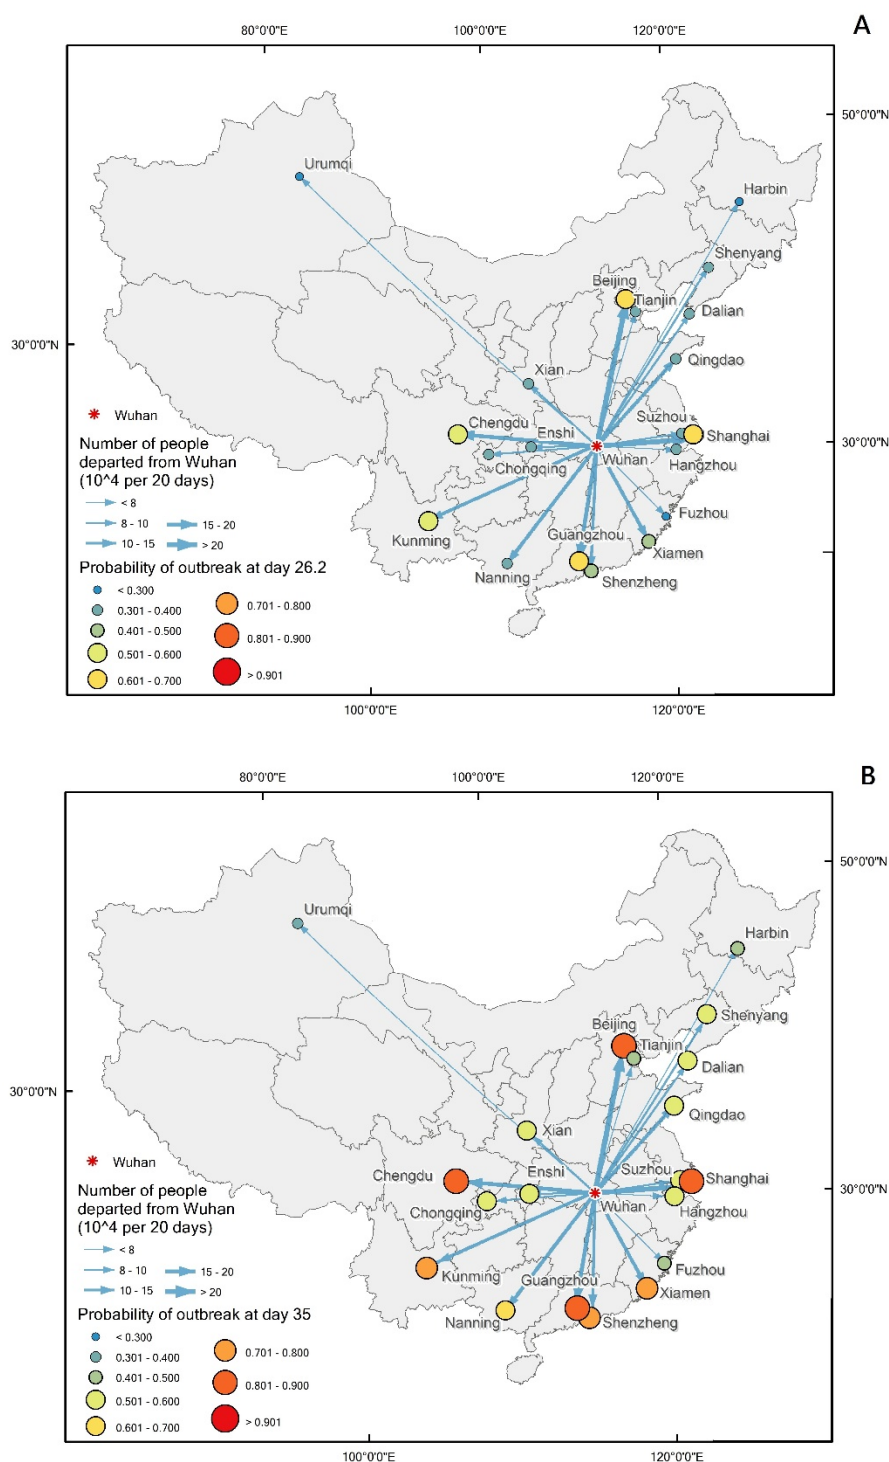 A
80°0'0"E 100°0'0"E 120°0'0"E
50°0'0"N
Urumqi
Harbin
Shenyang
Beijing
Tianjin
Dalian
30°0'0"N
Qingdao
Xian
Wuhan
Chengdu
Enshi
Suzhou
Shanghai
30°0'0"N
Number of people
departed from Wuhan
(10^4 per 20 days)
Chongqing
Wuhan
Hangzhou
< 8
8 - 10 15 - 20
10 - 15 > 20
Kunming
Guangzhou
Fuzhou
Xiamen
Nanning
Shenzheng
Probability of outbreak at day 26.2
< 0.300
0.301 - 0.400
0.401 - 0.500
0.501 - 0.600
0.601 - 0.700
0.701 - 0.800
0.801 - 0.900
> 0.901
100°0'0"E 120°0'0"E
B
80°0'0"E 100°0'0"E 120°0'0"E
50°0'0"N
Urumqi
Harbin
Shenyang
Beijing
Tianjin
Dalian
30°0'0"N
Qingdao
Xian
Wuhan
Chengdu
Enshi
Suzhou
Shanghai
30°0'0"N
Number of people
departed from Wuhan
(10^4 per 20 days)
Chongqing
Wuhan
Hangzhou
< 8
8 - 10 15 - 20
10 - 15 > 20
Kunming
Guangzhou
Fuzhou
Xiamen
Nanning
Shenzheng
Probability of outbreak at day 35
< 0.300
0.301 - 0.400
0.401 - 0.500
0.501 - 0.600
0.601 - 0.700
0.701 - 0.800
0.801 - 0.900
> 0.901
100°0'0"E 120°0'0"E